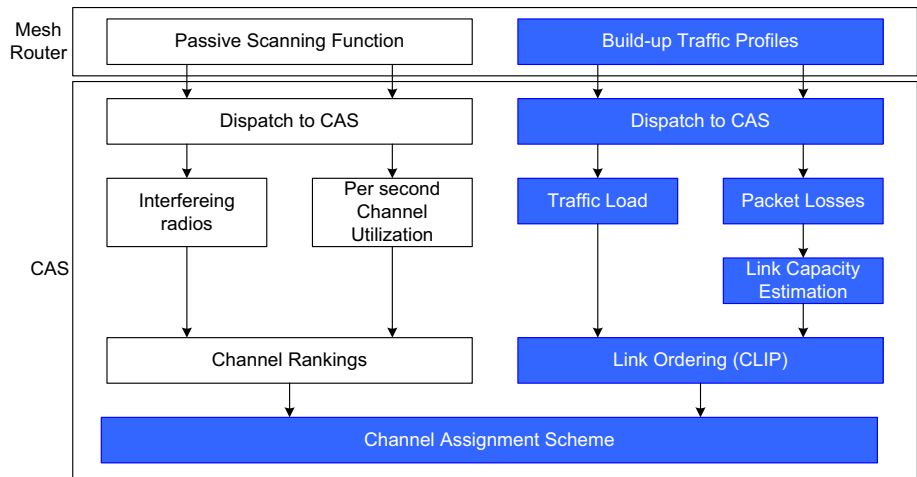 Mesh
Router
Passive Scanning Function
Build-up Traffic Profiles
CAS
Dispatch to CAS
Dispatch to CAS
Interfereing
radios
Per second
Channel
Utilization
Traffic Load
Packet Losses
Link Capacity
Estimation
Channel Rankings
Link Ordering (CLIP)
Channel Assignment Scheme